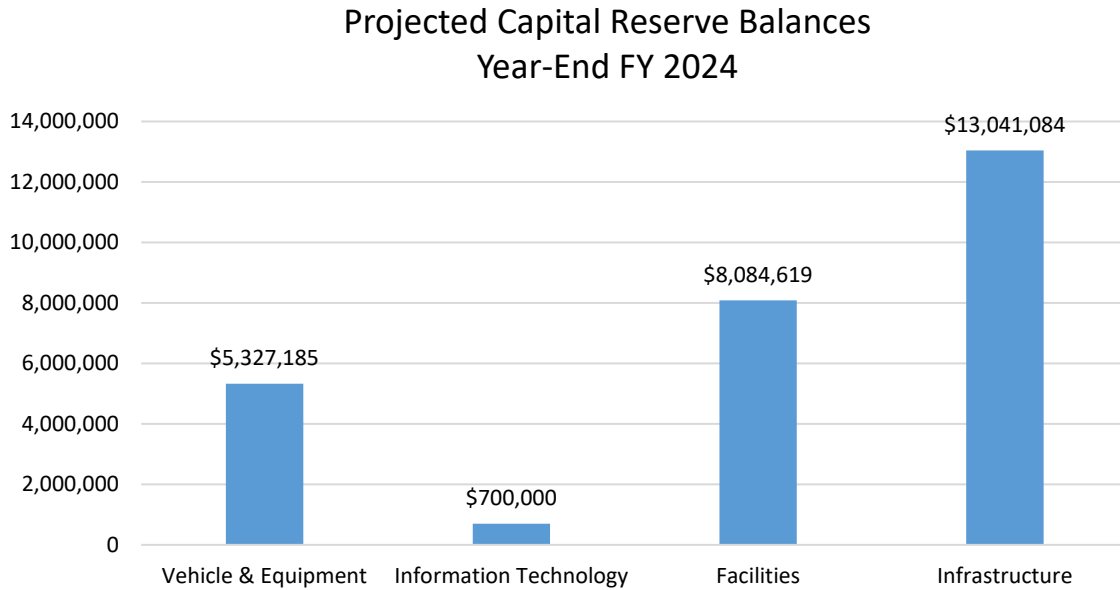 Projected Capital Reserve Balances
Year-End FY 2024
14,000,000
$13,041,084
12,000,000
10,000,000
$8,084,619
8,000,000
6,000,000
$5,327,185
4,000,000
2,000,000
$700,000
0
Vehicle & Equipment
Information Technology
Facilities
Infrastructure